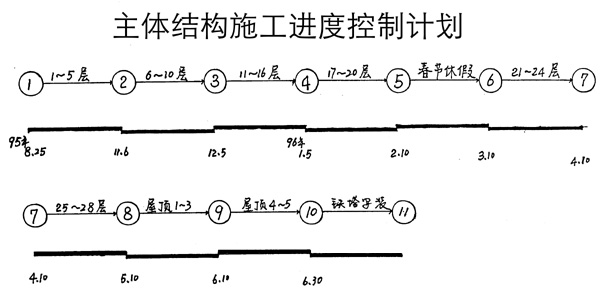 主体结构施工进度控制计划
① 1~5层 ② 6~10层 ③ 11~16层 ④ 17~20层 ⑤ 春节休假 ⑥ 21~24层 ⑦
95年 96年
8.25 11.6 12.5 1.5 2.10 3.10 4.10
⑦ 25~28层 ⑧ 屋顶1~3 ⑨ 屋顶4~5 ⑩ 铁塔安装 ⑪
4.10 5.10 6.10 6.30